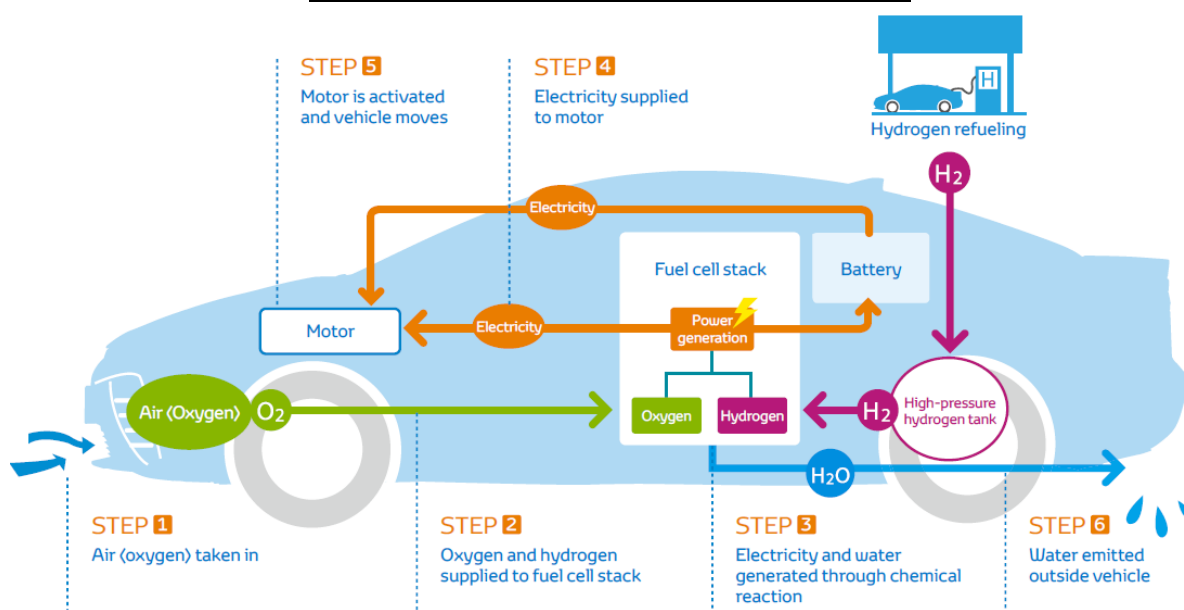 STEP 5
Motor is activated
and vehicle moves
STEP 4
Electricity supplied
to motor
H
Hydrogen refueling
H2
Electricity
Fuel cell stack
Battery
Motor
Electricity
Power
generation
Air (Oxygen)
O2
Oxygen
Hydrogen
H2
High-pressure
hydrogen tank
H2O
STEP 1
Air (oxygen) taken in
STEP 2
Oxygen and hydrogen
supplied to fuel cell stack
STEP 3
Electricity and water
generated through chemical
reaction
STEP 6
Water emitted
outside vehicle